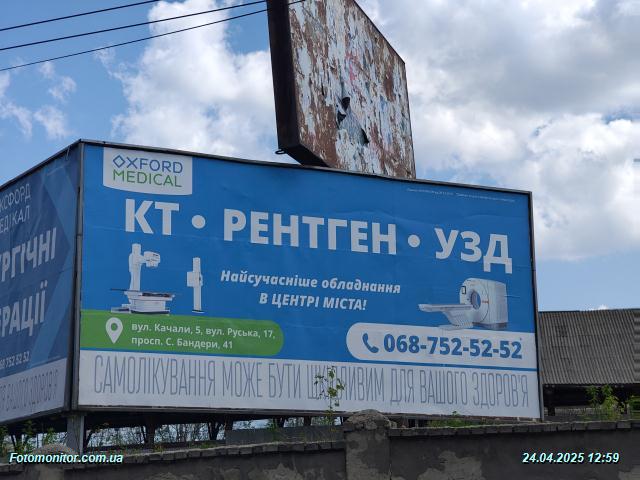 OXFORD
MEDICAL
КТ • РЕНТГЕН • УЗД
Найсучасніше обладнання
В ЦЕНТРІ МІСТА!
вул. Качали, 5, вул. Руська, 17,
просп. С. Бандери, 41
068-752-52-52
САМОЛІКУВАННЯ МОЖЕ БУТИ ШКІДЛИВИМ ДЛЯ ВАШОГО ЗДОРОВ'Я
Fotomonitor.com.ua
24.04.2025 12:59